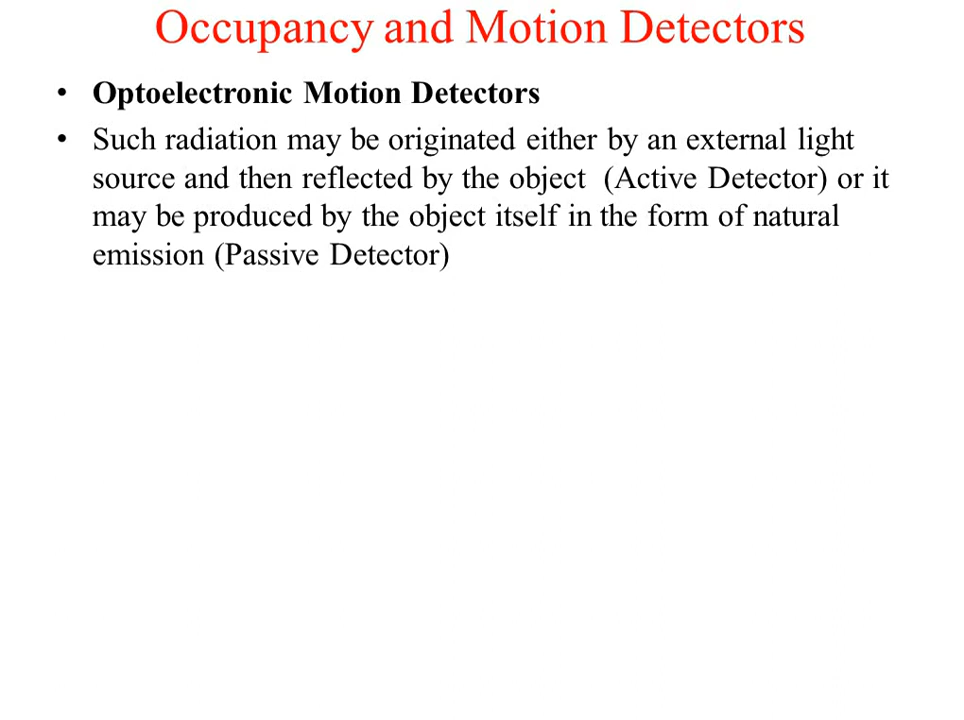 Occupancy and Motion Detectors
• Optoelectronic Motion Detectors
• Such radiation may be originated either by an external light
source and then reflected by the object (Active Detector) or it
may be produced by the object itself in the form of natural
emission (Passive Detector)